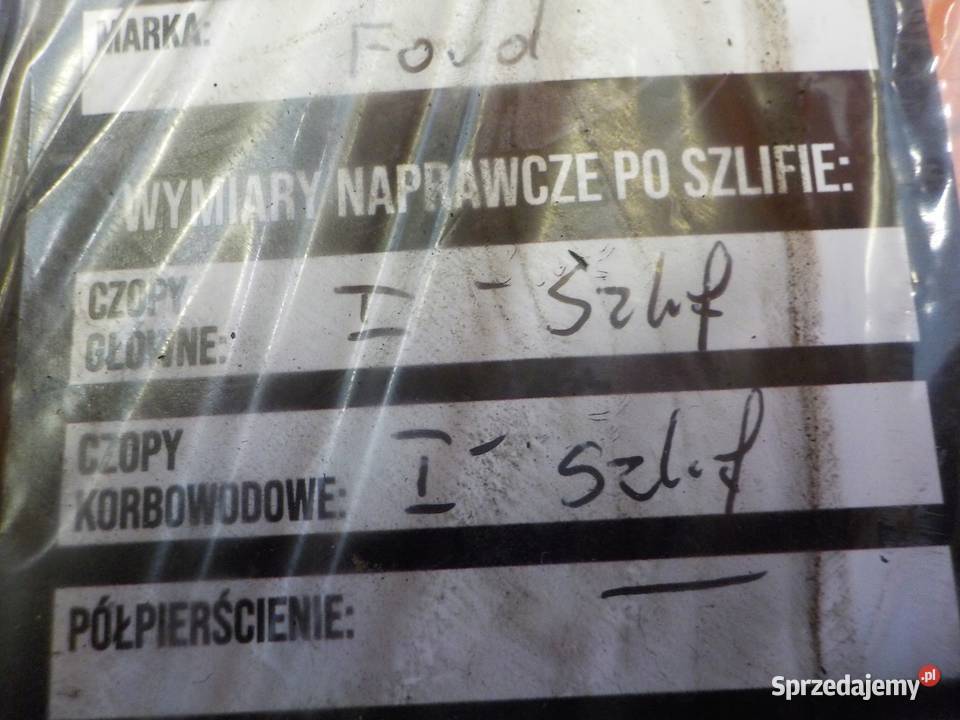 MARKA: Ford
WYMIARY NAPRAWCZE PO SZLIFIE:
CZOPY
GŁÓWNE: I - Szlif
CZOPY
KORBOWODOWE: I - Szlif
PÓŁPIERŚCIENIE: —
Sprzedajemy.pl